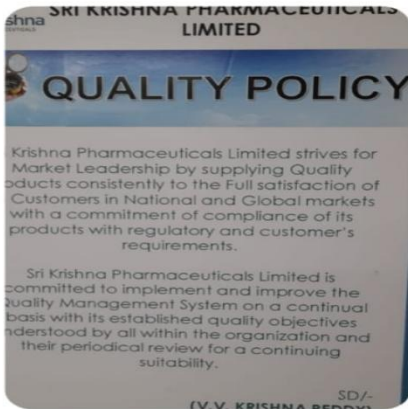 shna
SRI KRISHNA PHARMACEUTICALS
LIMITED
QUALITY POLICY
Krishna Pharmaceuticals Limited strives for
Market Leadership by supplying Quality
oducts consistently to the Full satisfaction of
Customers in National and Global markets
with a commitment of compliance of its
products with regulatory and customer's
requirements.
Sri Krishna Pharmaceuticals Limited is
committed to implement and improve the
Quality Management System on a continual
basis with its established quality objectives
nderstood by all within the organization and
their periodical review for a continuing
suitability.
SD/-
(V.V. KRISHNA REDDY)